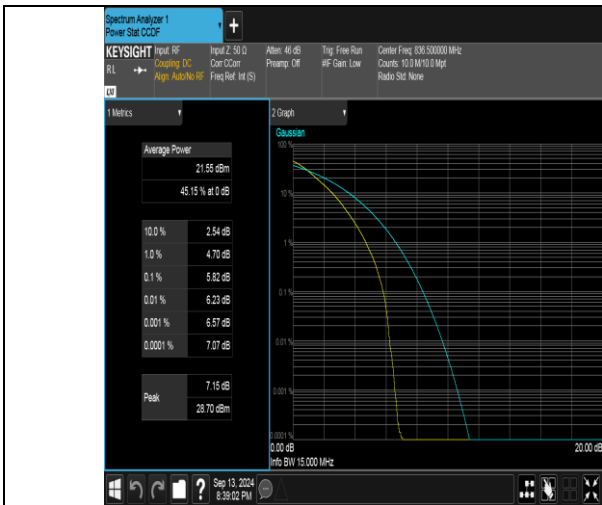 Spectrum Analyzer 1
Power Stat CCDF
+
KEYSIGHT
R L
LXI
Input: RF
Coupling: DC
Align: Auto/No RF
Input Z: 50 Ω
Corr CCorr
Freq Ref: Int (S)
Atten: 46 dB
Preamp: Off
Trig: Free Run
#IF Gain: Low
Center Freq: 836.500000 MHz
Counts: 10.0 M/10.0 Mpt
Radio Std: None
1 Metrics
Average Power
21.55 dBm
45.15 % at 0 dB
10.0 % 2.54 dB
1.0 % 4.70 dB
0.1 % 5.82 dB
0.01 % 6.23 dB
0.001 % 6.57 dB
0.0001 % 7.07 dB
Peak
7.15 dB
28.70 dBm
2 Graph
Gaussian
100 %
10 %
1 %
0.1 %
0.01 %
0.001 %
0.0001 %
0.00 dB 20.00 dB
Info BW 15.000 MHz
?
Sep 13, 2024
8:39:02 PM